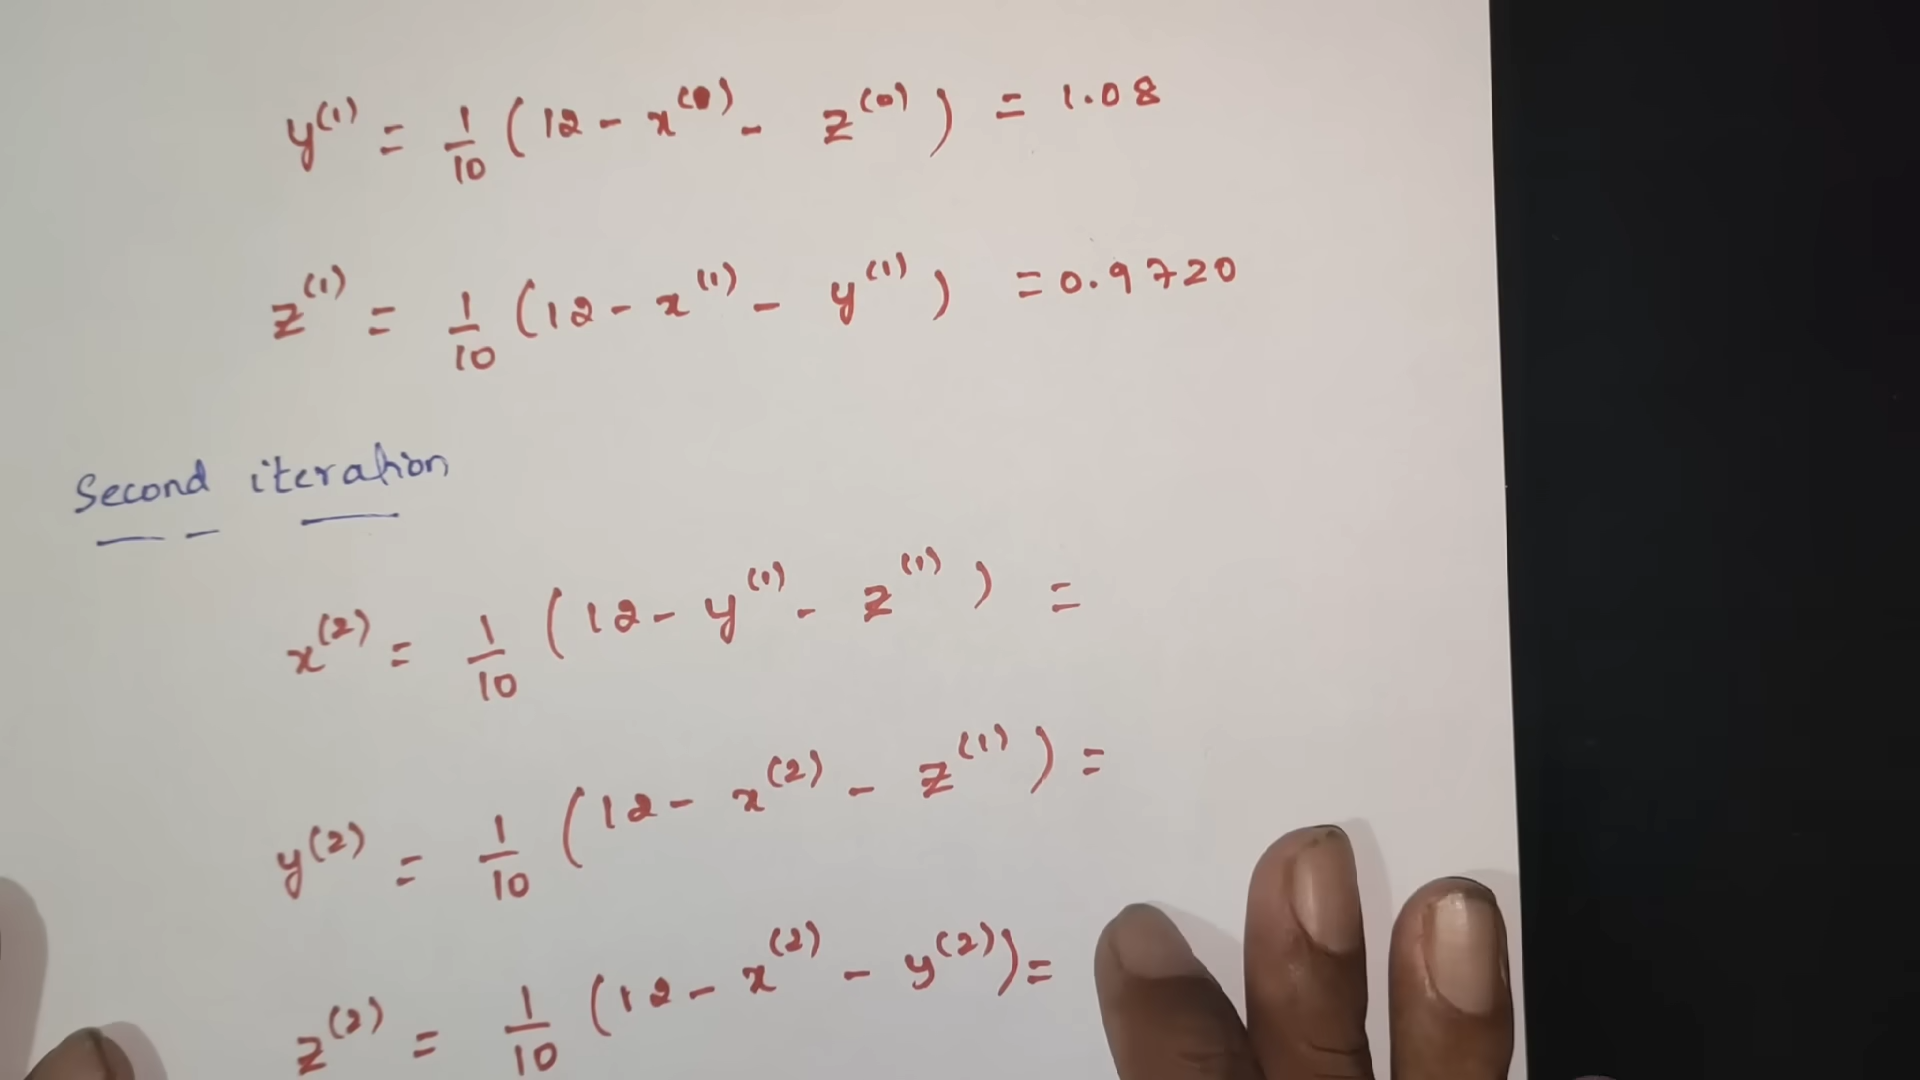 y⁽¹⁾ = 1/10 (12 - x⁽⁾ - z⁽⁰⁾) = 1.08
z⁽¹⁾ = 1/10 (12 - x⁽¹⁾ - y⁽¹⁾) = 0.9720
Second iteration
x⁽²⁾ = 1/10 (12 - y⁽¹⁾ - z⁽¹⁾) =
y⁽²⁾ = 1/10 (12 - x⁽²⁾ - z⁽¹⁾) =
z⁽²⁾ = 1/10 (12 - x⁽²⁾ - y⁽²⁾) =